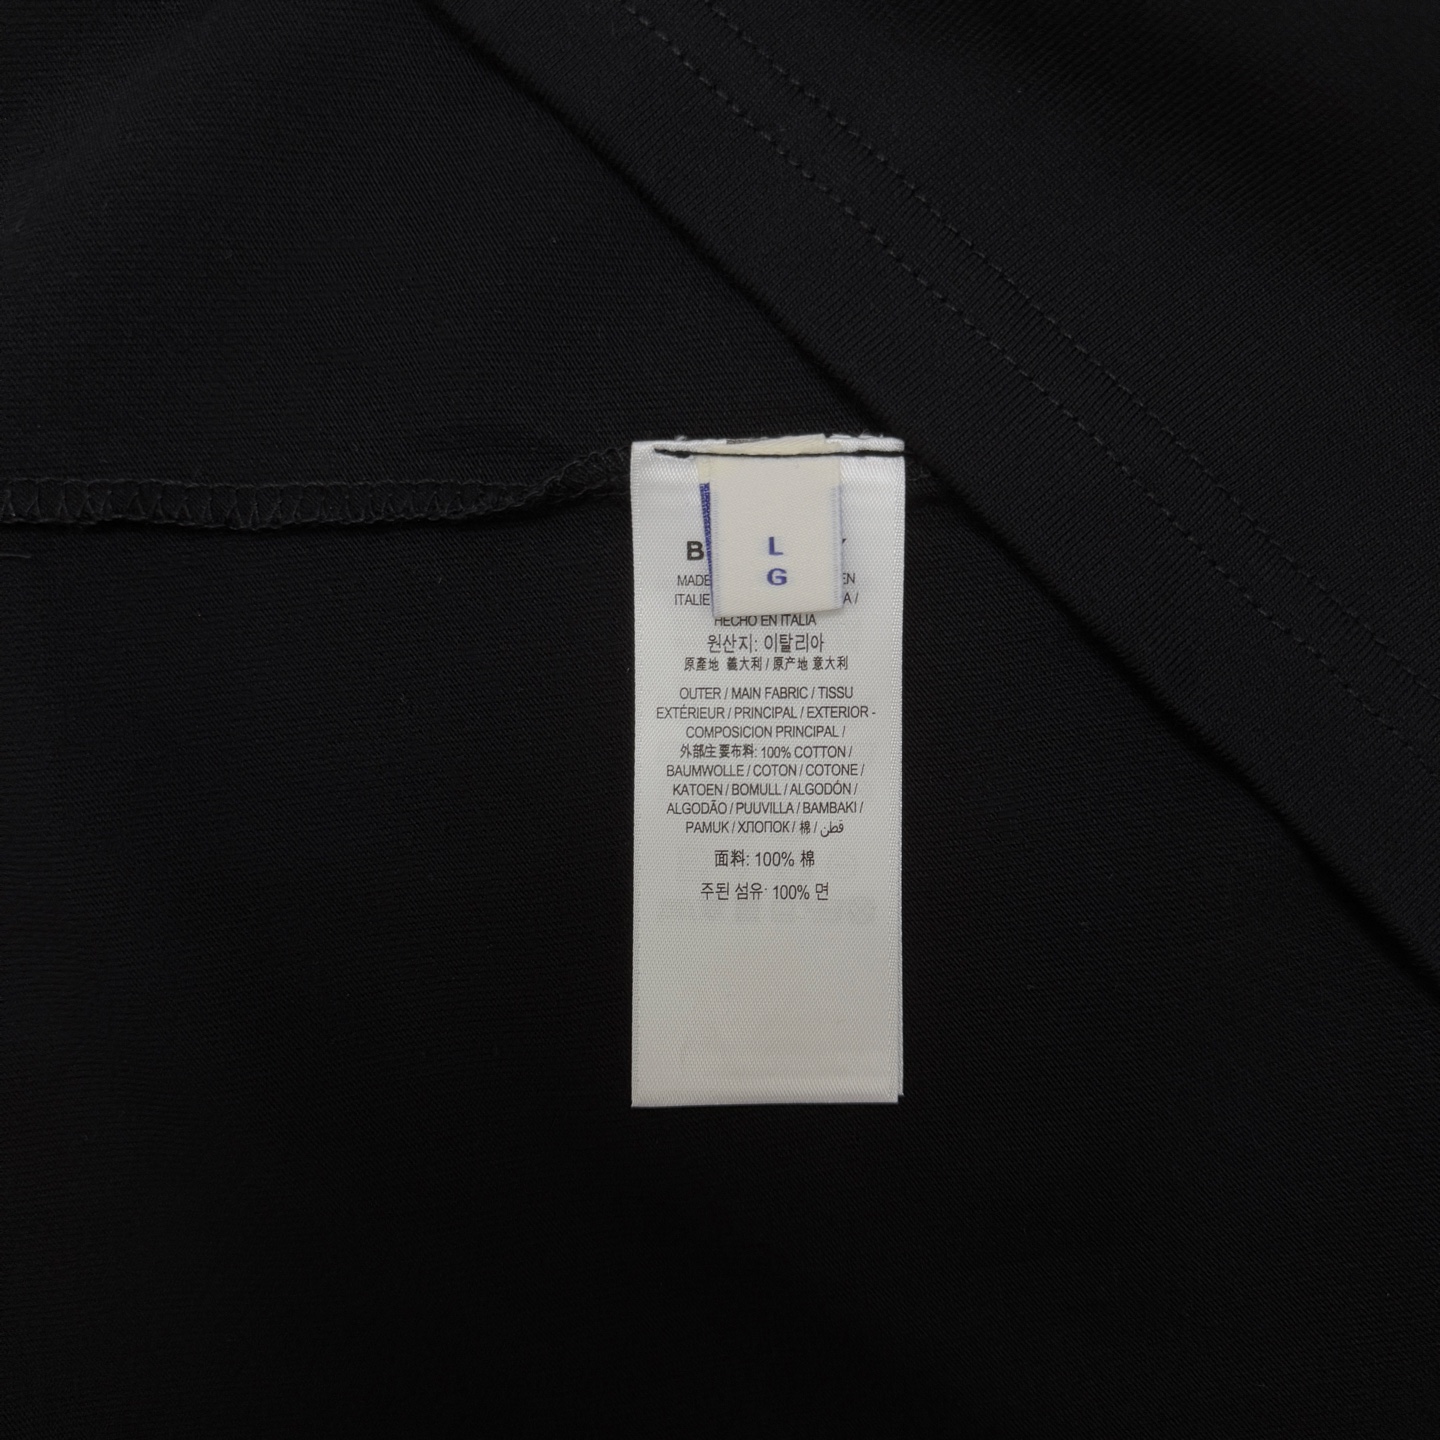 L
G
B Y
MADE EN
ITALIE A /
HECHO EN ITALIA
원산지: 이탈리아
原產地 義大利 / 原产地 意大利
OUTER / MAIN FABRIC / TISSU
EXTÉRIEUR / PRINCIPAL / EXTERIOR -
COMPOSICION PRINCIPAL /
外部/主要布料: 100% COTTON /
BAUMWOLLE / COTON / COTONE /
KATOEN / BOMULL / ALGODÓN /
ALGODÃO / PUUVILLA / BAMBAKI /
PAMUK / ХЛОПОК / 棉 / قطن
面料: 100% 棉
주된 섬유: 100% 면